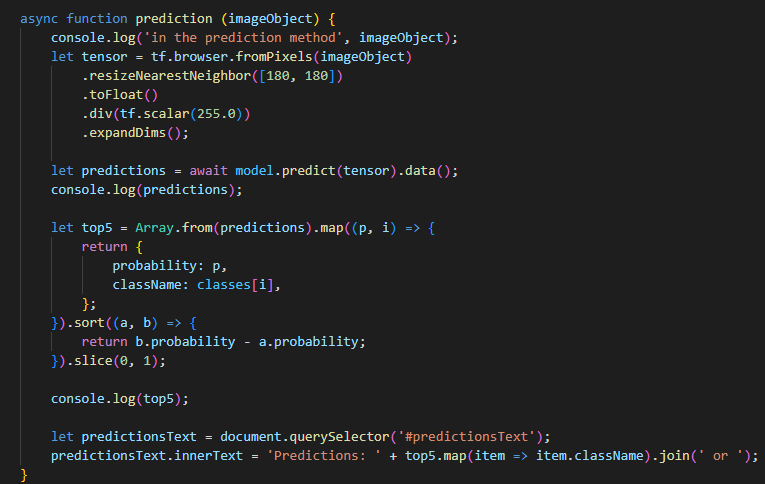 async function prediction (imageObject) {
    console.log('in the prediction method', imageObject);
    let tensor = tf.browser.fromPixels(imageObject)
        .resizeNearestNeighbor([180, 180])
        .toFloat()
        .div(tf.scalar(255.0))
        .expandDims();

    let predictions = await model.predict(tensor).data();
    console.log(predictions);

    let top5 = Array.from(predictions).map((p, i) => {
        return {
            probability: p,
            className: classes[i],
        };
    }).sort((a, b) => {
        return b.probability - a.probability;
    }).slice(0, 1);

    console.log(top5);

    let predictionsText = document.querySelector('#predictionsText');
    predictionsText.innerText = 'Predictions: ' + top5.map(item => item.className).join(' or ');
}